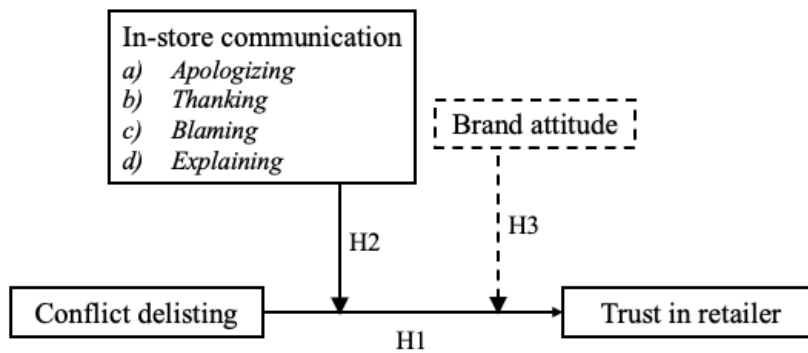 In-store communication
a) Apologizing
b) Thanking
c) Blaming
d) Explaining
Brand attitude
H2
H3
Conflict delisting
Trust in retailer
H1